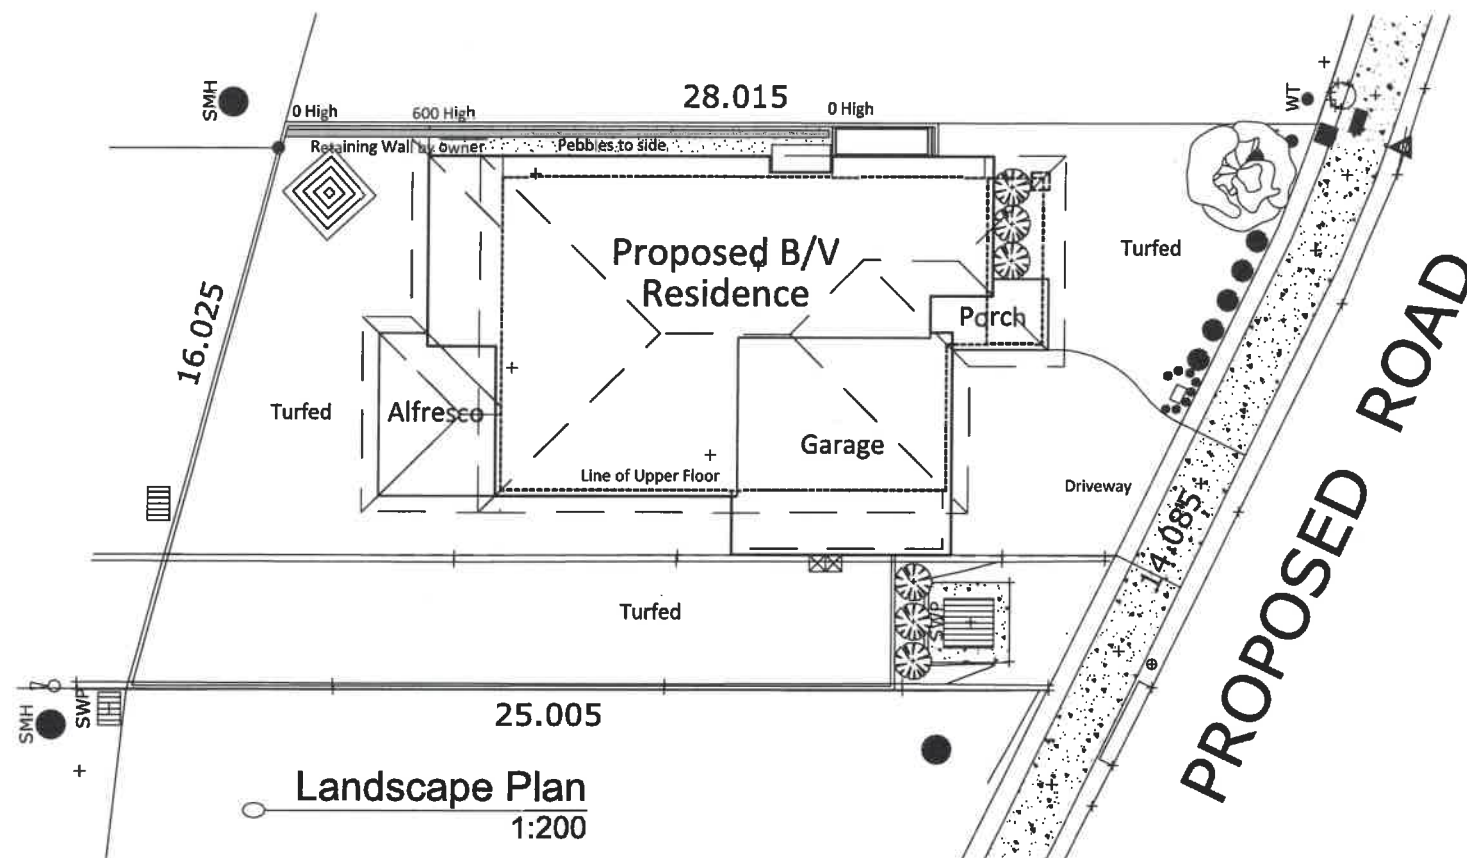 SMH
0 High
600 High
28.015
0 High
WT
Retaining Wall by owner
Pebbles to side
Proposed B/V
Residence
Turfed
Porch
16.025
Turfed
Alfresco
Garage
Line of Upper Floor
Driveway
14.085
PROPOSED ROAD
Turfed
SWP
SWP
SMH
25.005
Landscape Plan
1:200